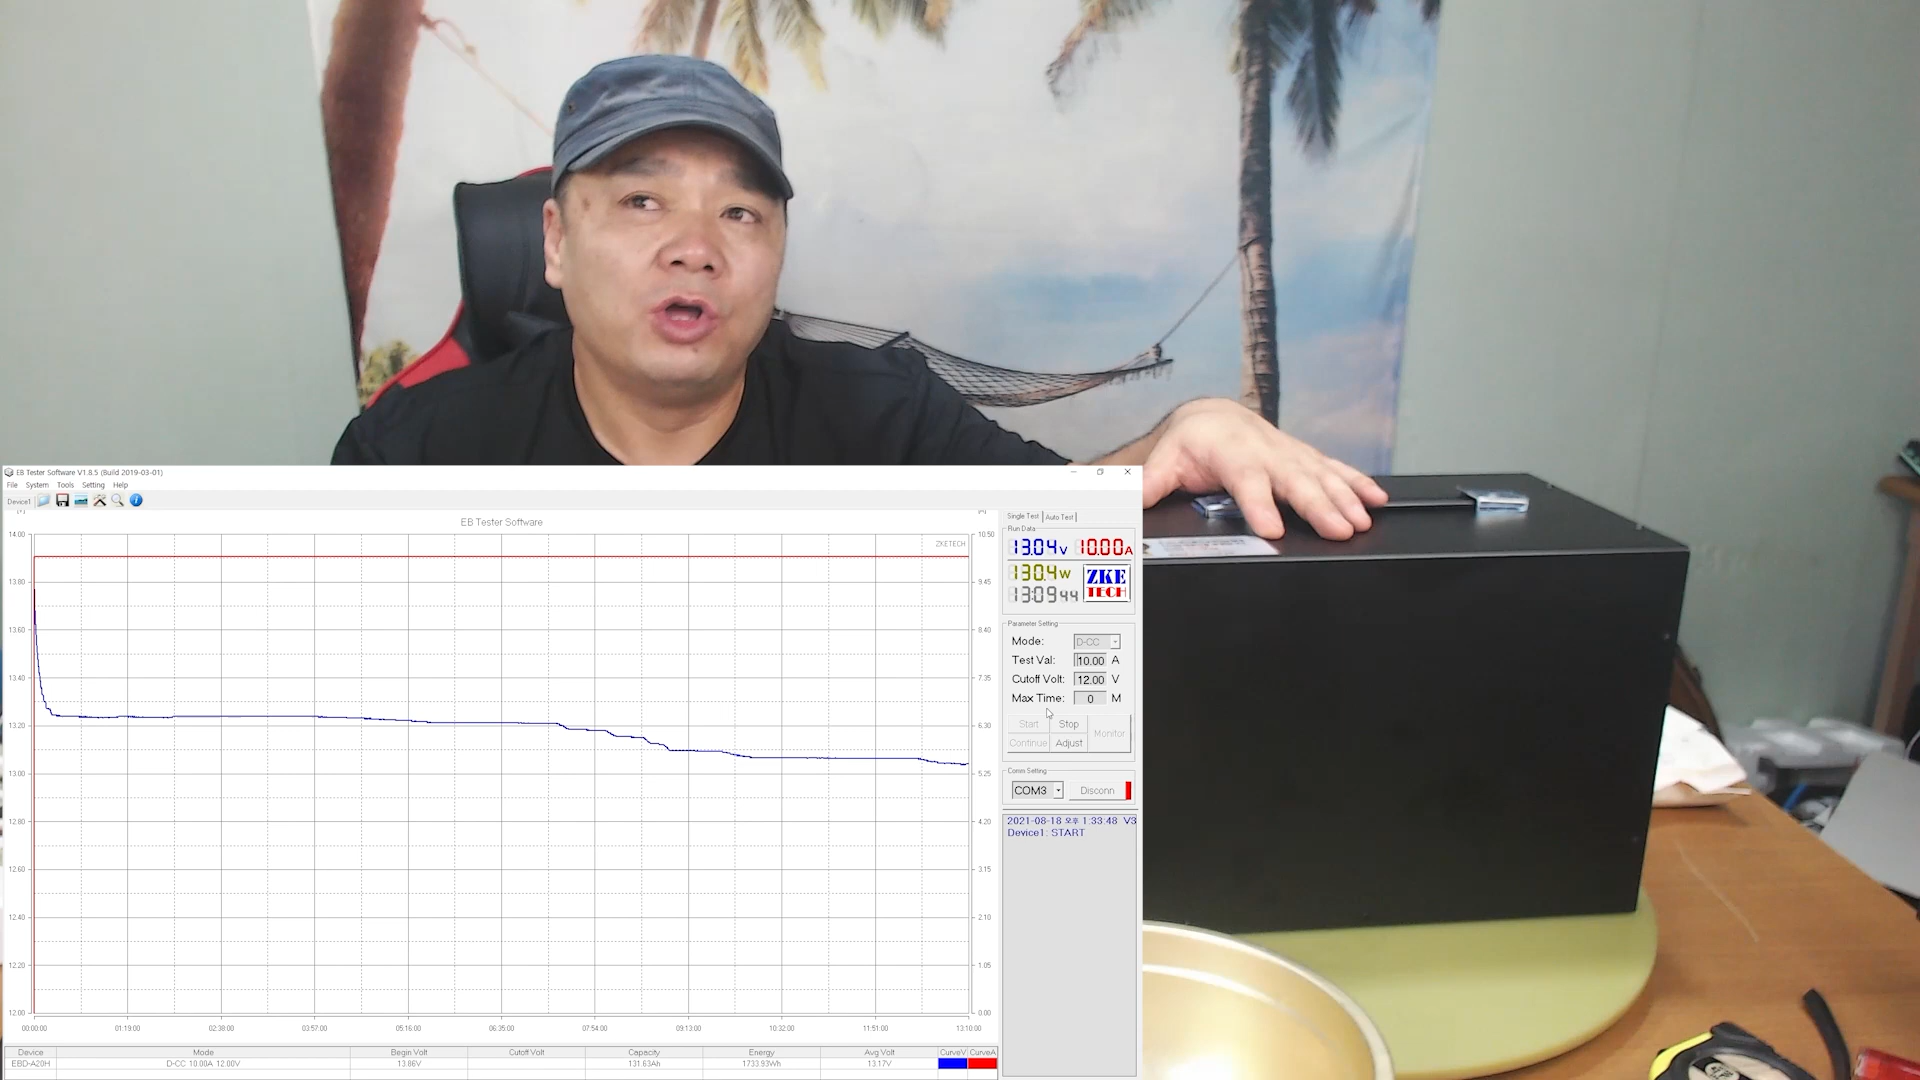 EB Tester Software V1.8.5 (Build 2019-03-01)
File System Tools Setting Help
Device1
EB Tester Software
ZKETECH
14.00
13.80
13.60
13.40
13.20
13.00
12.80
12.60
12.40
12.20
12.00
10.50
9.45
8.40
7.35
6.30
5.25
4.20
3.15
2.10
1.05
0.00
00:00:00 01:19:00 02:38:00 03:57:00 05:16:00 06:35:00 07:54:00 09:13:00 10:32:00 11:51:00 13:10:00
Device Mode Begin Volt Cutoff Volt Capacity Energy Avg Volt CurveV CurveA
EBD-A20H D-CC 10.00A 12.00V 13.86V 131.63Ah 1733.93Wh 13.17V
Single Test Auto Test
Run Data
13.04V 10.00A
130.4W
13:09:44
ZKE
TECH
Parameter Setting
Mode: D-CC
Test Val: 10.00 A
Cutoff Volt: 12.00 V
Max Time: 0 M
Start Stop
Monitor
Continue Adjust
Comm Setting
COM3 Disconn
2021-08-18 오후 1:33:48 V3
Device1: START